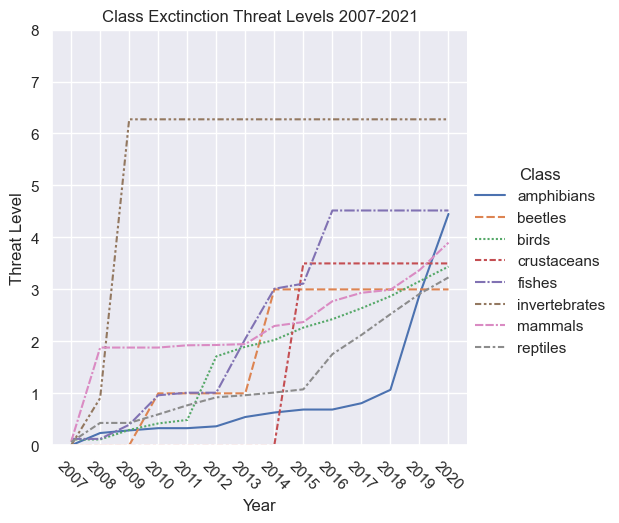 Class Exctinction Threat Levels 2007-2021
8
7
6
5
4
3
2
1
0
Threat Level
2007
2008
2009
2010
2011
2012
2013
2014
2015
2016
2017
2018
2019
2020
Year
Class
amphibians
beetles
birds
crustaceans
fishes
invertebrates
mammals
reptiles